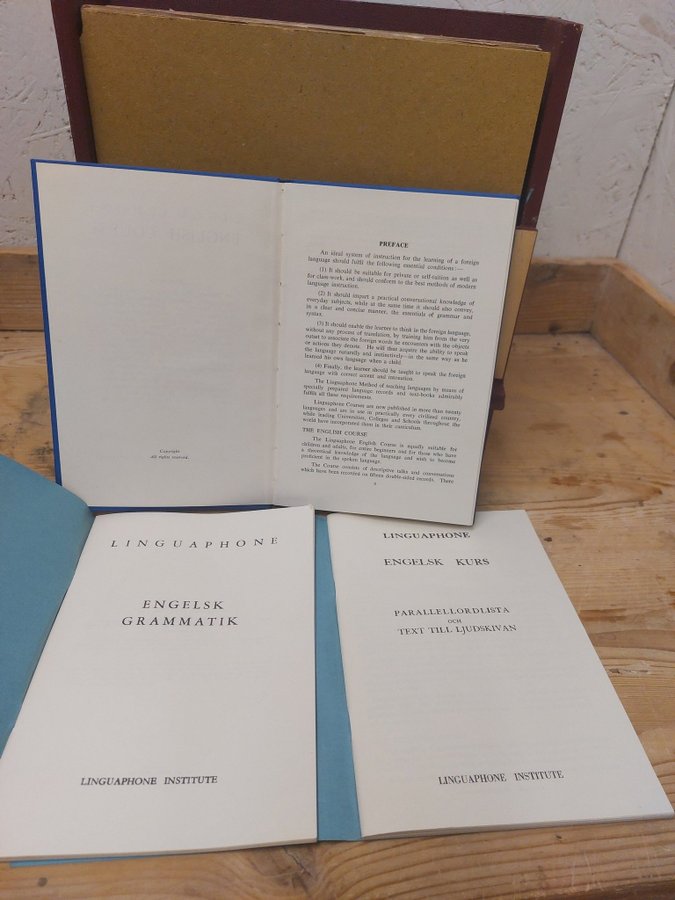 PREFACE
An ideal system of instruction for the learning of a foreign
language should fulfil the following essential conditions:—
(1) It should be suitable for private or self-tuition as well as
for class-work, and should conform to the best methods of modern
language instruction.
(2) It should impart a practical conversational knowledge of
everyday subjects, while at the same time it should also convey,
in a clear and concise manner, the essentials of grammar and
syntax.
(3) It should enable the learner to think in the foreign language,
without any process of translation, by training him from the very
outset to associate the foreign words he encounters with the objects
or actions they denote. He will thus acquire the ability to speak
the language naturally and instinctively—in the same way as he
learned his own language when a child.
(4) Finally, the learner should be taught to speak the foreign
language with correct accent and intonation.
The Linguaphone Method of teaching languages by means of
specially prepared language records and text-books admirably
fulfils all these requirements.
Linguaphone Courses are now published in more than twenty
languages and are in use in practically every civilized country,
while leading Universities, Colleges and Schools throughout the
world have incorporated them in their curriculum.
THE ENGLISH COURSE
The Linguaphone English Course is equally suitable for
children and adults, for entire beginners and for those who have
a theoretical knowledge of the language and wish to become
proficient in the spoken language.
The Course consists of descriptive talks and conversations
which have been recorded on fifteen double-sided records. There
Copyright
All rights reserved.
LINGUAPHONE
ENGELSK
GRAMMATIK
LINGUAPHONE INSTITUTE
LINGUAPHONE
ENGELSK KURS
PARALLELLORDLISTA
OCH
TEXT TILL LJUDSKIVAN
LINGUAPHONE INSTITUTE